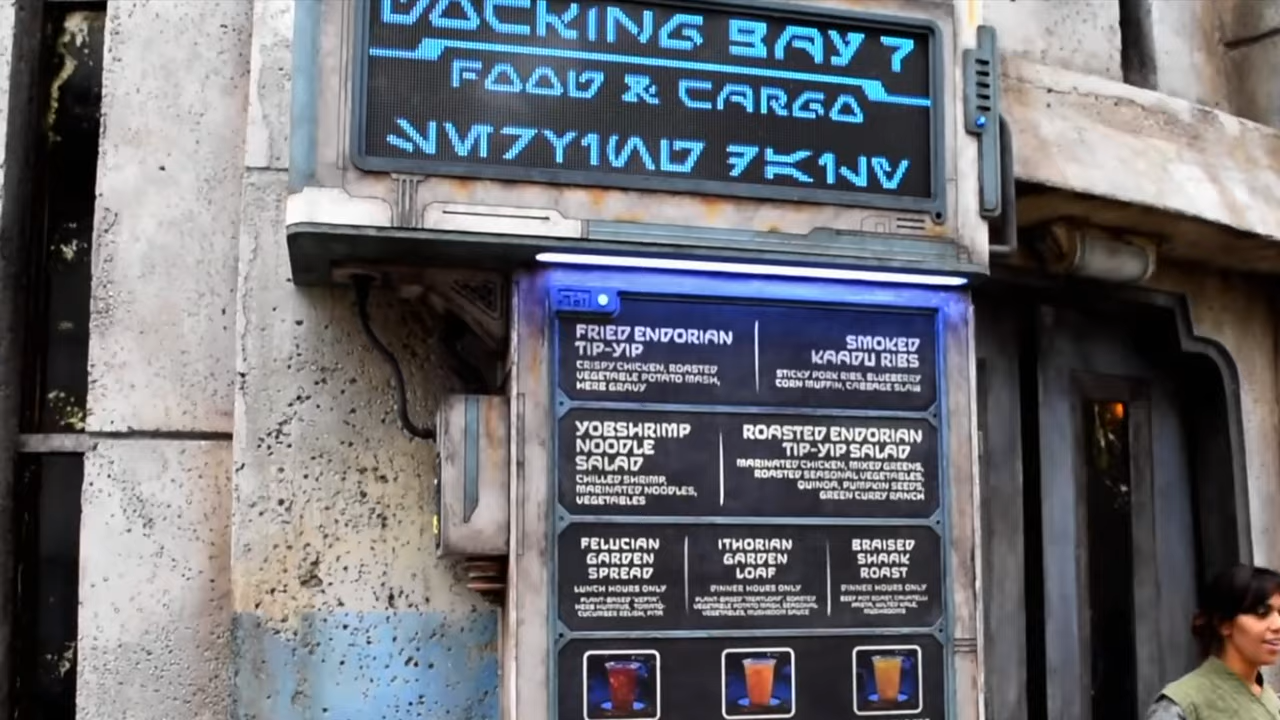 DOCKING BAY 7
FOOD & CARGO
FRIED ENDORIAN
TIP-YIP
CRISPY CHICKEN, ROASTED
VEGETABLE POTATO MASH,
HERB GRAVY
SMOKED
KAADU RIBS
STICKY PORK RIBS, BLUEBERRY
CORN MUFFIN, CABBAGE SLAW
YOBSHRIMP
NOODLE
SALAD
CHILLED SHRIMP,
MARINATED NOODLES,
VEGETABLES
ROASTED ENDORIAN
TIP-YIP SALAD
MARINATED CHICKEN, MIXED GREENS,
ROASTED SEASONAL VEGETABLES,
QUINOA, PUMPKIN SEEDS,
GREEN CURRY RANCH
FELUCIAN
GARDEN
SPREAD
LUNCH HOURS ONLY
PLANT-BASED "KEFTA",
HERB HUMMUS, TOMATO-
CUCUMBER RELISH, PITA
ITHORIAN
GARDEN
LOAF
DINNER HOURS ONLY
PLANT-BASED "MEATLOAF", ROASTED
VEGETABLE POTATO MASH, SEASONAL
VEGETABLES, MUSHROOM SAUCE
BRAISED
SHAAK
ROAST
DINNER HOURS ONLY
BEEF POT ROAST, CAVATELLI
PASTA, WILTED KALE,
MUSHROOMS